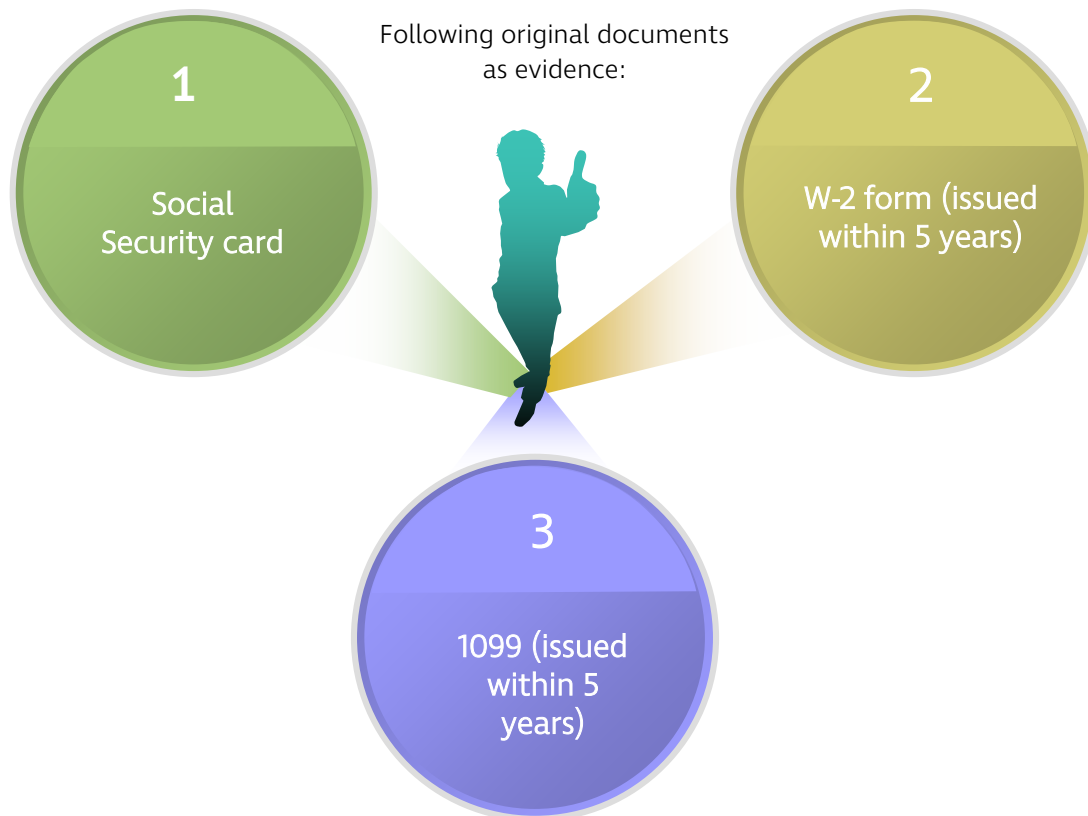 Following original documents
as evidence:
1
Social
Security card
2
W-2 form (issued
within 5 years)
3
1099 (issued
within 5
years)